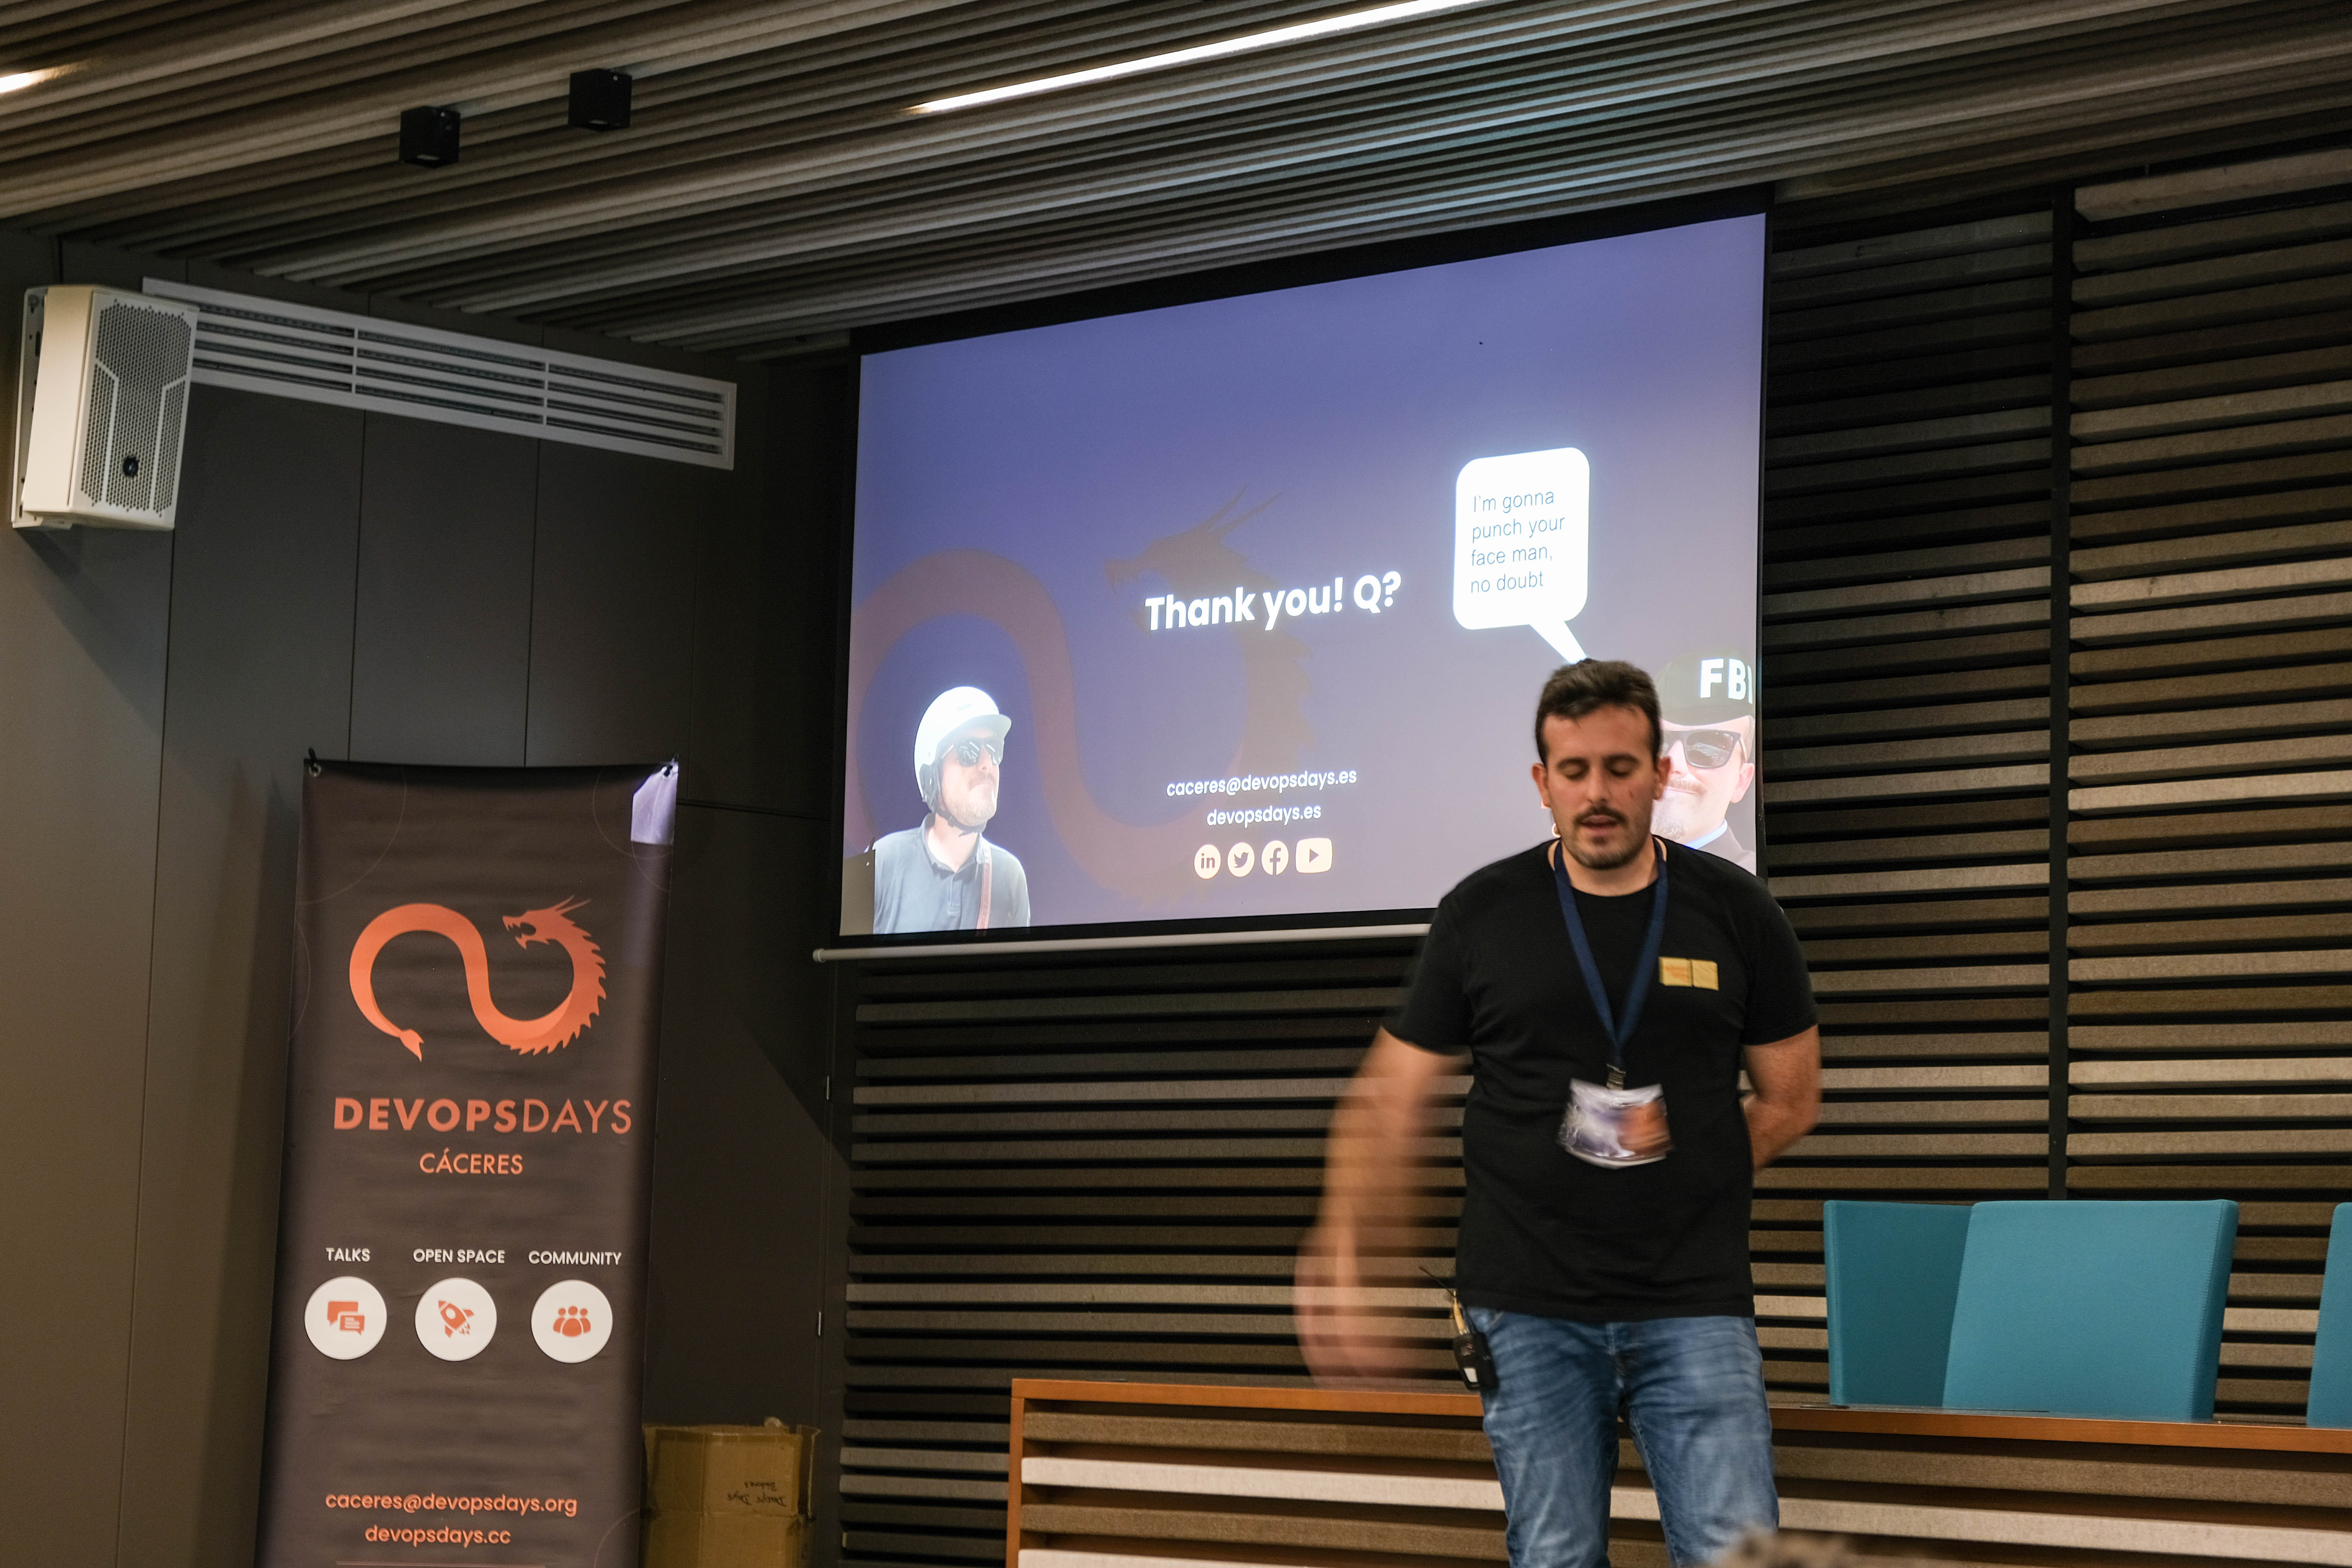 I'm gonna
punch your
face man,
no doubt
Thank you! Q?
FBI
caceres@devopsdays.es
devopsdays.es
in
DEVOPSDAYS
CÁCERES
TALKS
OPEN SPACE
COMMUNITY
caceres@devopsdays.org
devopsdays.cc